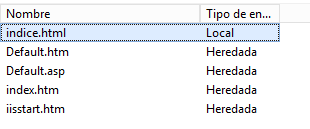 Nombre Tipo de en...
indice.html Local
Default.htm Heredada
Default.asp Heredada
index.htm Heredada
iisstart.htm Heredada